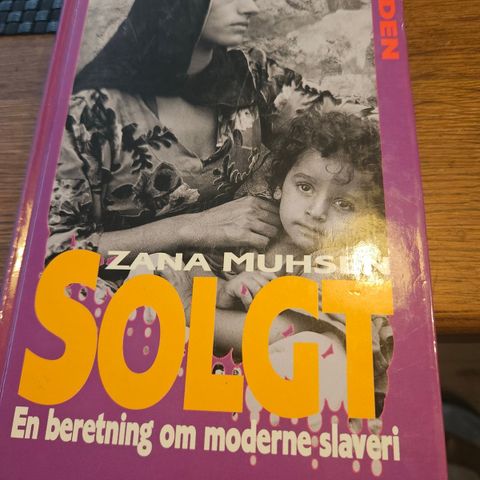 DEN
ZANA MUHSEN
SOLGT
En beretning om moderne slaveri